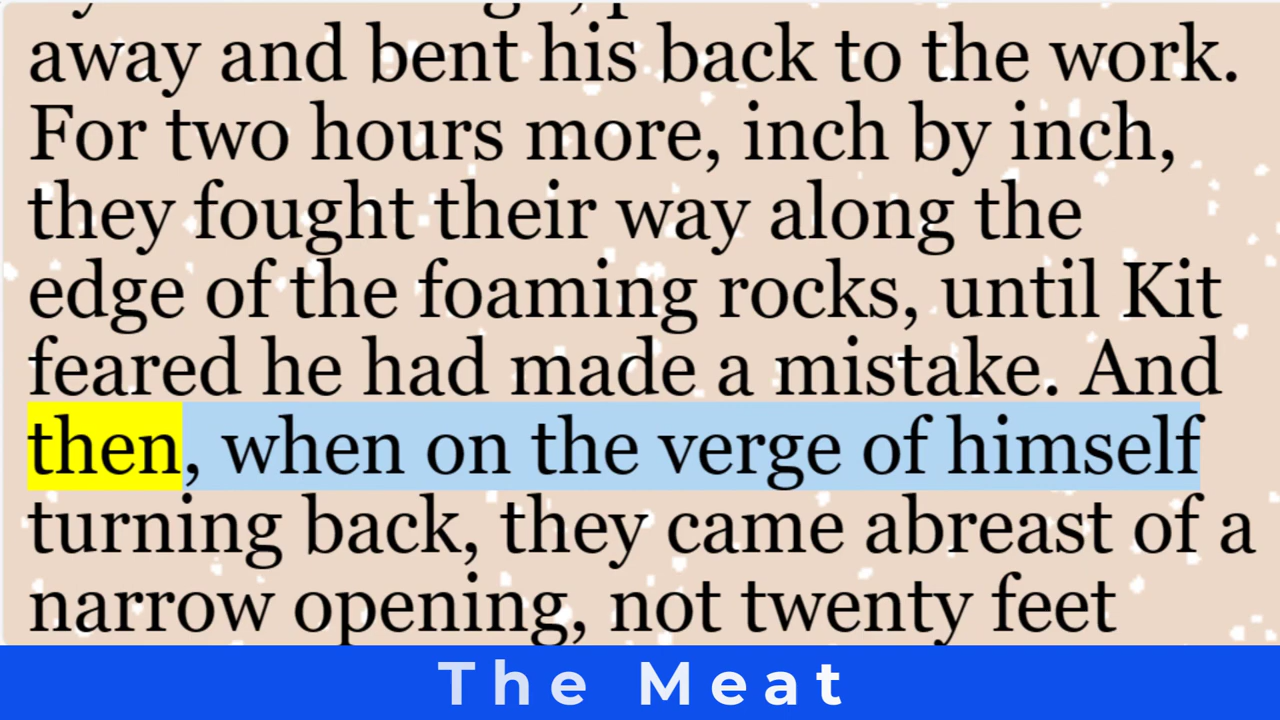 away and bent his back to the work.
For two hours more, inch by inch,
they fought their way along the
edge of the foaming rocks, until Kit
feared he had made a mistake. And
then, when on the verge of himself
turning back, they came abreast of a
narrow opening, not twenty feet
The Meat